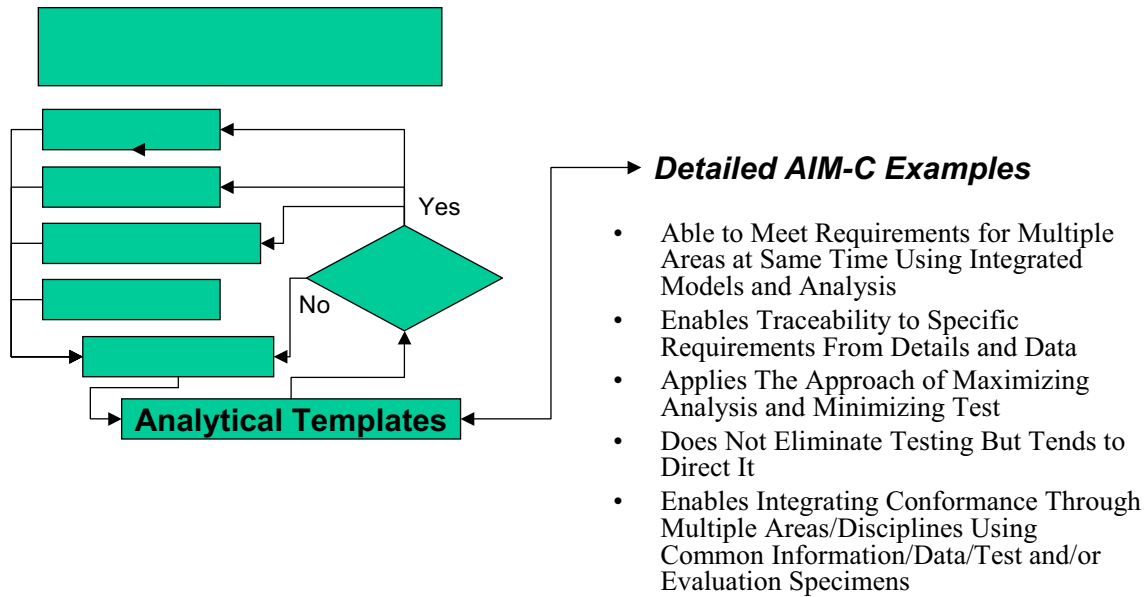 Yes
No
Analytical Templates
Detailed AIM-C Examples
• Able to Meet Requirements for Multiple
Areas at Same Time Using Integrated
Models and Analysis
• Enables Traceability to Specific
Requirements From Details and Data
• Applies The Approach of Maximizing
Analysis and Minimizing Test
• Does Not Eliminate Testing But Tends to
Direct It
• Enables Integrating Conformance Through
Multiple Areas/Disciplines Using
Common Information/Data/Test and/or
Evaluation Specimens